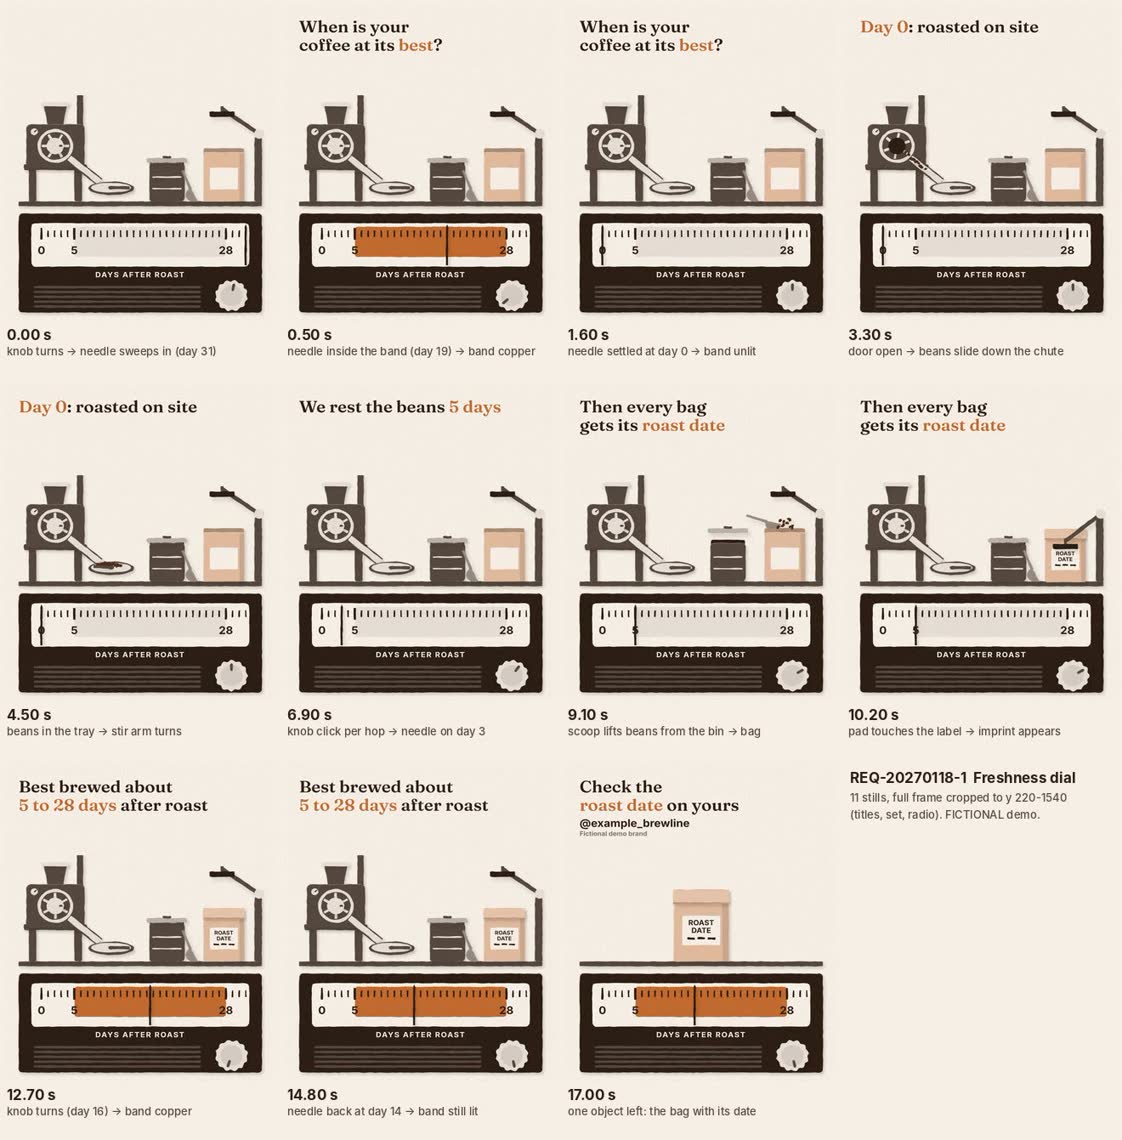 When is your
coffee at its best?
When is your
coffee at its best?
Day 0: roasted on site
0 5 28
DAYS AFTER ROAST
0 5 28
DAYS AFTER ROAST
0 5 28
DAYS AFTER ROAST
0 5 28
DAYS AFTER ROAST
0.00 s
knob turns → needle sweeps in (day 31)
0.50 s
needle inside the band (day 19) → band copper
1.60 s
needle settled at day 0 → band unlit
3.30 s
door open → beans slide down the chute
Day 0: roasted on site
We rest the beans 5 days
Then every bag
gets its roast date
Then every bag
gets its roast date
ROAST
DATE
0 5 28
DAYS AFTER ROAST
0 5 28
DAYS AFTER ROAST
0 5 28
DAYS AFTER ROAST
0 5 28
DAYS AFTER ROAST
4.50 s
beans in the tray → stir arm turns
6.90 s
knob click per hop → needle on day 3
9.10 s
scoop lifts beans from the bin → bag
10.20 s
pad touches the label → imprint appears
Best brewed about
5 to 28 days after roast
Best brewed about
5 to 28 days after roast
Check the
roast date on yours
@example_brewline
Fictional demo brand
REQ-20270118-1 Freshness dial
11 stills, full frame cropped to y 220-1540
(titles, set, radio). FICTIONAL demo.
ROAST
DATE
ROAST
DATE
ROAST
DATE
0 5 28
DAYS AFTER ROAST
0 5 28
DAYS AFTER ROAST
0 5 28
DAYS AFTER ROAST
12.70 s
knob turns (day 16) → band copper
14.80 s
needle back at day 14 → band still lit
17.00 s
one object left: the bag with its date